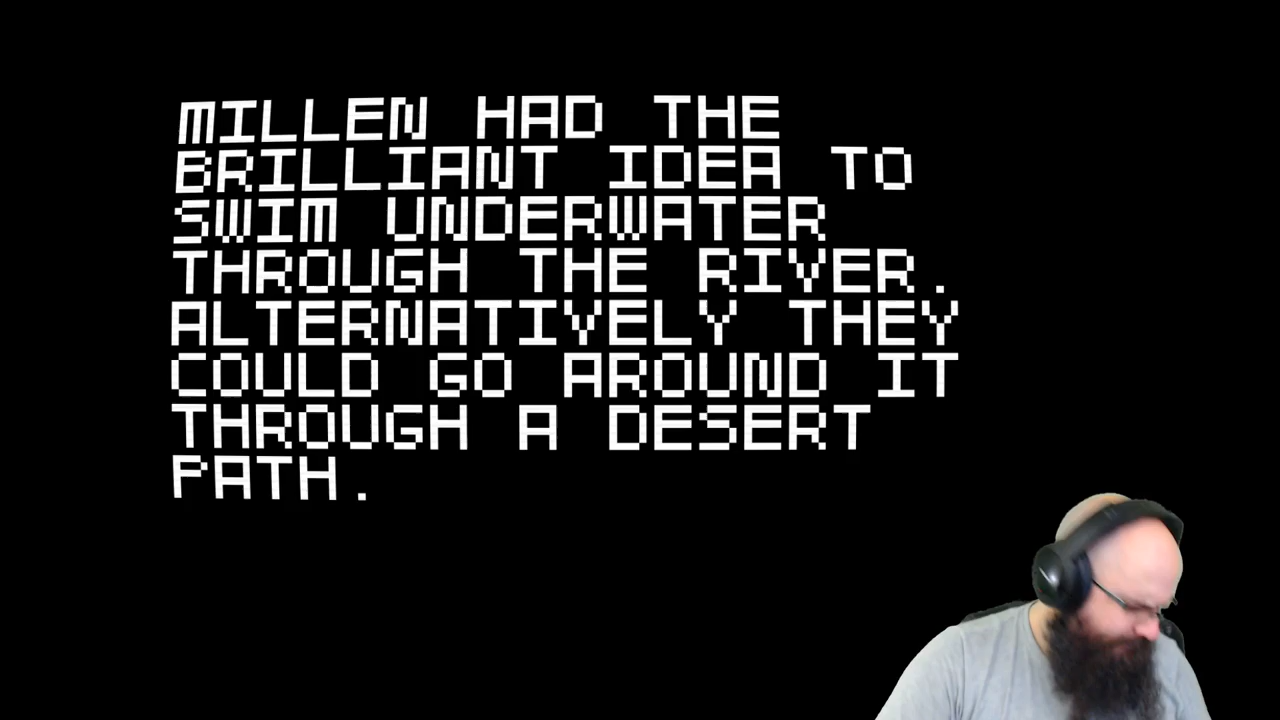 MILLEN HAD THE
BRILLIANT IDEA TO
SWIM UNDERWATER
THROUGH THE RIVER.
ALTERNATIVELY THEY
COULD GO AROUND IT
THROUGH A DESERT
PATH.